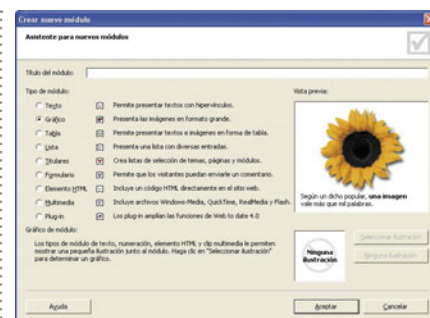 Crear nuevo módulo
Asistente para nuevos módulos
Título del módulo:
Tipo de módulo:
Vista previa:
Texto
Permite presentar textos con hipervínculos.
Gráfico
Presenta las imágenes en formato grande.
Tabla
Permite presentar textos e imágenes en forma de tabla.
Lista
Presenta una lista con diversas entradas.
Titulares
Crea listas de selección de temas, páginas y módulos.
Formulario
Permite que los visitantes puedan enviarle un comentario.
Elemento HTML
Incluye un código HTML directamente en el sitio web.
Multimedia
Incluye archivos Windows-Media, QuickTime, RealMedia y Flash.
Plug-in
Los plug-in amplían las funciones de Web to date 4.0
Según un dicho popular, una imagen
vale más que mil palabras.
Gráfico de módulo:
Los tipos de módulo de texto, numeración, elemento HTML y clip multimedia le permiten
mostrar una pequeña ilustración junto al módulo. Haga clic en "Seleccionar ilustración"
para determinar un gráfico.
Ninguna
ilustración
Seleccionar ilustración
Ninguna ilustración
Ayuda
Aceptar
Cancelar